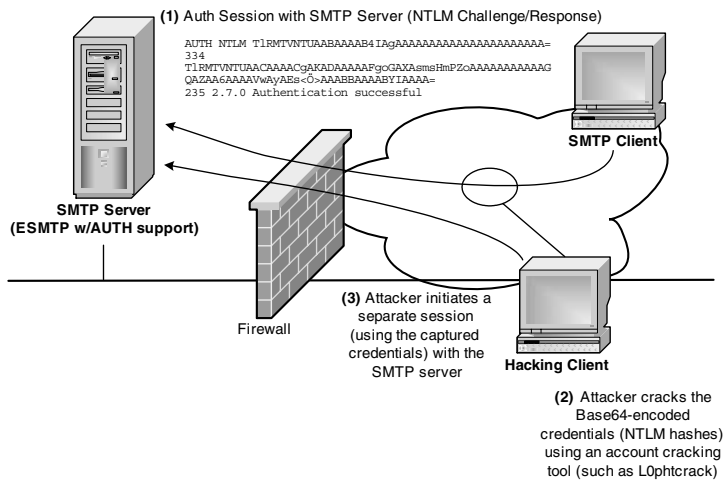 (1) Auth Session with SMTP Server (NTLM Challenge/Response)
AUTH NTLM TlRMTVNTUAABAAAAB4IAgAAAAAAAAAAAAAAAAAAAAAA=
334
TlRMTVNTUAACAAAACgAKADAAAAAFgoGAXAsmsHmPZoAAAAAAAAAAAG
QAZAA6AAAAVwAyAEs<Ö>AAABBAAAABYIAAAA=
235 2.7.0 Authentication successful
SMTP Client
SMTP Server
(ESMTP w/AUTH support)
Firewall
(3) Attacker initiates a
separate session
(using the captured
credentials) with the
SMTP server
Hacking Client
(2) Attacker cracks the
Base64-encoded
credentials (NTLM hashes)
using an account cracking
tool (such as L0phtcrack)